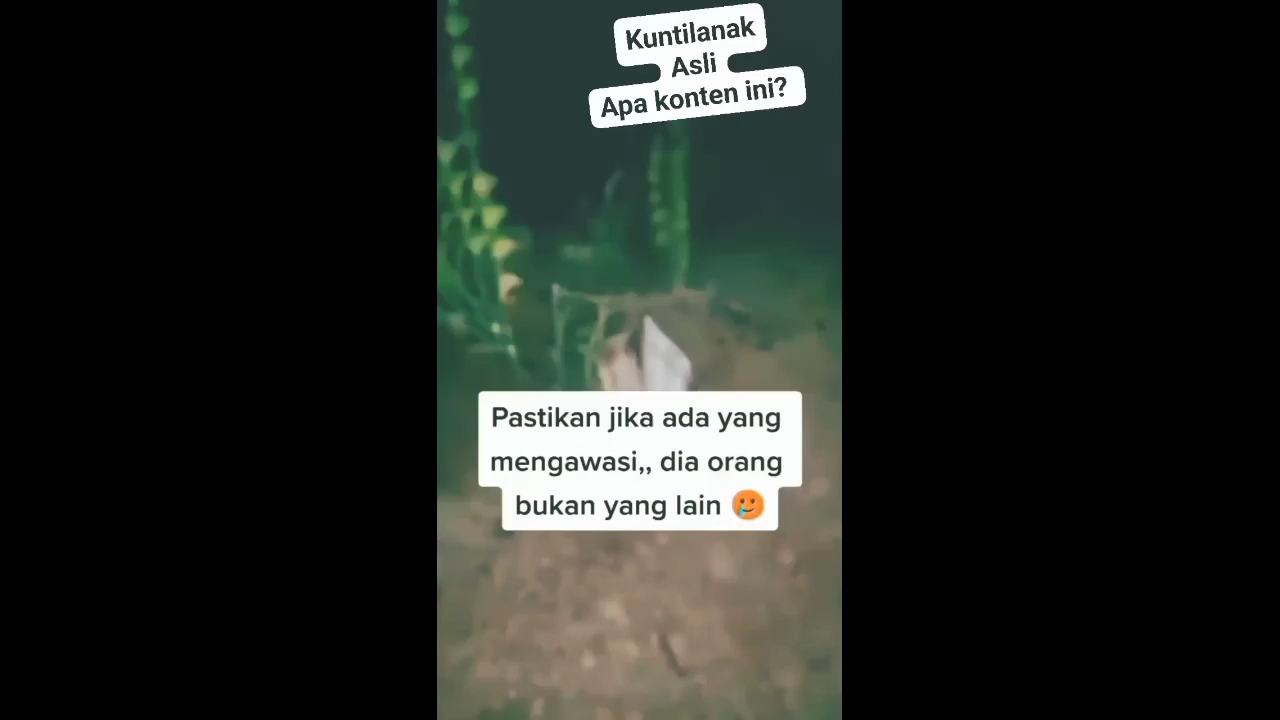 Kuntilanak
Asli
Apa konten ini?
Pastikan jika ada yang
mengawasi,, dia orang
bukan yang lain 🥲